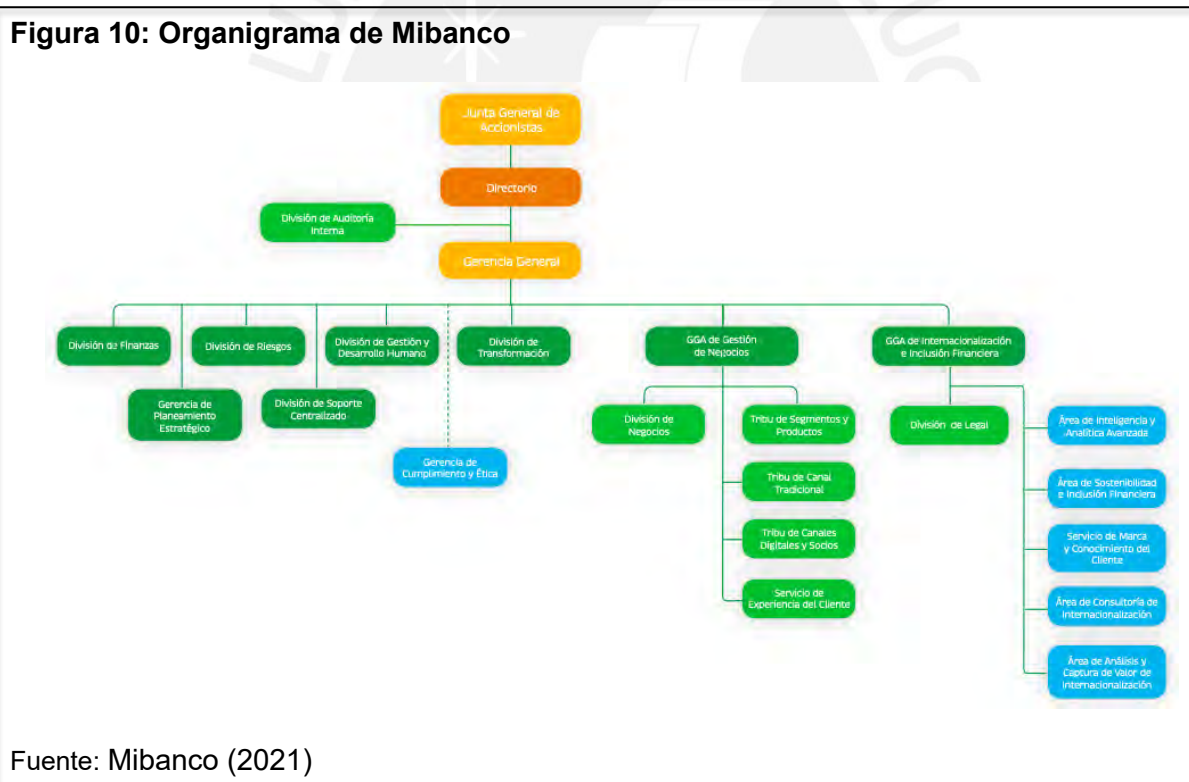 Figura 10: Organigrama de Mibanco
Junta General de
Accionistas
Directorio
División de Auditoría
Interna
Gerencia General
División de Finanzas
División de Riesgos
División de Gestión y
Desarrollo Humano
División de
Transformación
GGA de Gestión
de Negocios
GGA de Internacionalización
e Inclusión Financiera
Gerencia de
Planeamiento
Estratégico
División de Soporte
Centralizado
Gerencia de
Cumplimiento y Ética
División de
Negocios
Tribu de Segmentos y
Productos
Tribu de Canal
Tradicional
Tribu de Canales
Digitales y Socios
Servicio de
Experiencia del Cliente
División de Legal
Área de Inteligencia y
Analítica Avanzada
Área de Sostenibilidad
e Inclusión Financiera
Servicio de Marca
y Conocimiento del
Cliente
Área de Consultoría de
Internacionalización
Área de Análisis y
Captura de Valor de
Internacionalización
Fuente: Mibanco (2021)